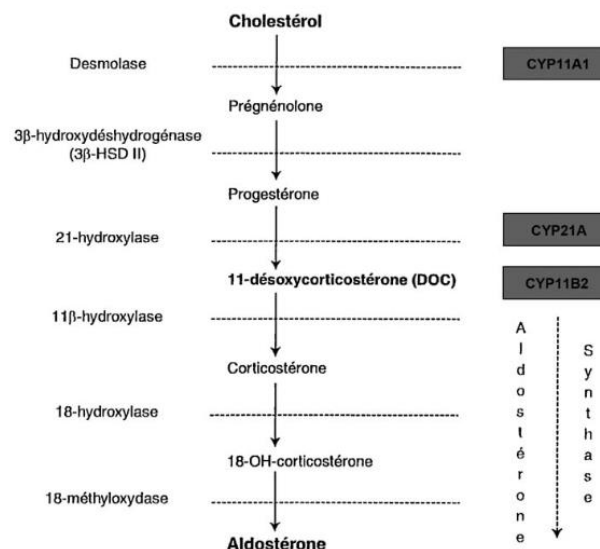 Cholestérol
Desmolase
CYP11A1
Prégnénolone
3β-hydroxydéshydrogénase
(3β-HSD II)
Progestérone
21-hydroxylase
CYP21A
11-désoxycorticostérone (DOC)
CYP11B2
11β-hydroxylase
Corticostérone
18-hydroxylase
18-OH-corticostérone
18-méthyloxydase
Aldostérone
Aldostérone
Synthase